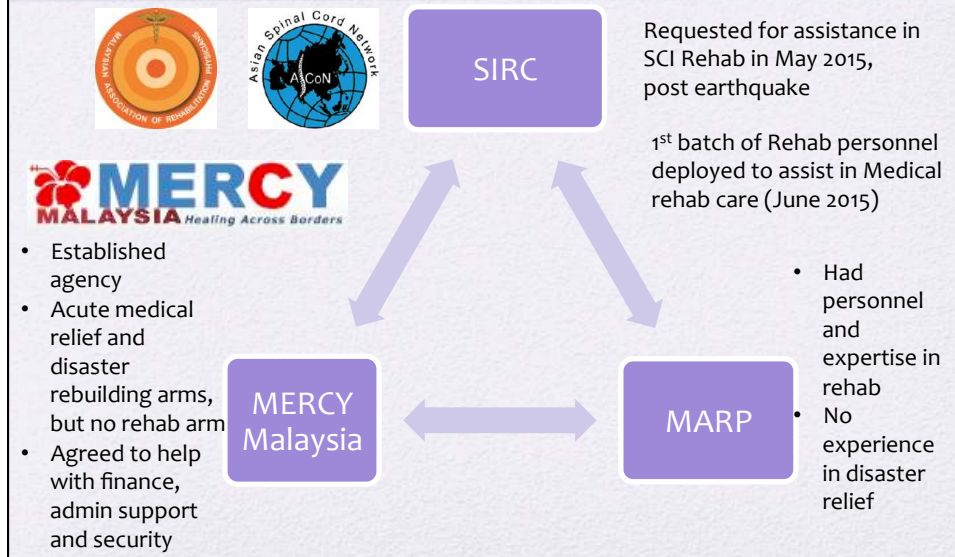 MALAYSIAN ASSOCIATION OF REHABILITATION PHYSICIANS
Asian Spinal Cord Network
ASCoN
SIRC
Requested for assistance in
SCI Rehab in May 2015,
post earthquake
1st batch of Rehab personnel
deployed to assist in Medical
rehab care (June 2015)
MERCY
MALAYSIA Healing Across Borders
• Established
agency
• Acute medical
relief and
disaster
rebuilding arms,
but no rehab arm
• Agreed to help
with finance,
admin support
and security
MERCY
Malaysia
MARP
• Had
personnel
and
expertise in
rehab
• No
experience
in disaster
relief